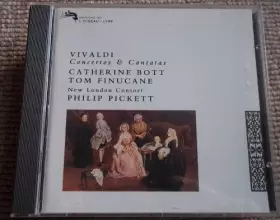 VIVALDI
Concertos & Cantatas
CATHERINE BOTT
TOM FINUCANE
New London Consort
PHILIP PICKETT